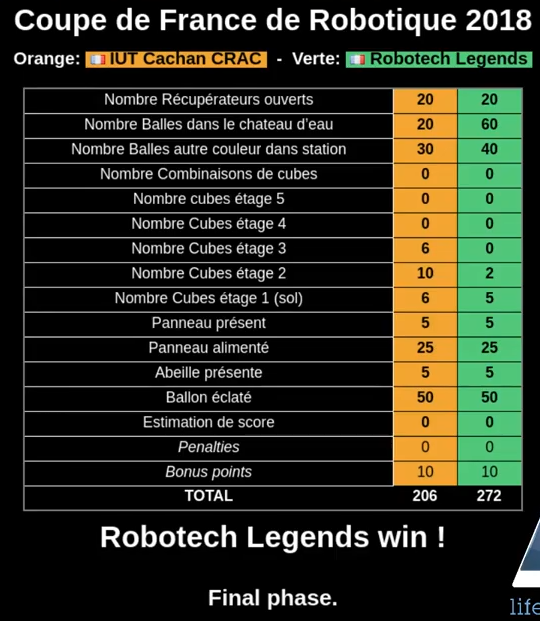 Coupe de France de Robotique 2018
Orange: IUT Cachan CRAC - Verte: Robotech Legends
Nombre Récupérateurs ouverts 20 20
Nombre Balles dans le chateau d'eau 20 60
Nombre Balles autre couleur dans station 30 40
Nombre Combinaisons de cubes 0 0
Nombre cubes étage 5 0 0
Nombre Cubes étage 4 0 0
Nombre Cubes étage 3 6 0
Nombre Cubes étage 2 10 2
Nombre Cubes étage 1 (sol) 6 5
Panneau présent 5 5
Panneau alimenté 25 25
Abeille présente 5 5
Ballon éclaté 50 50
Estimation de score 0 0
Penalties 0 0
Bonus points 10 10
TOTAL 206 272
Robotech Legends win !
Final phase.
life